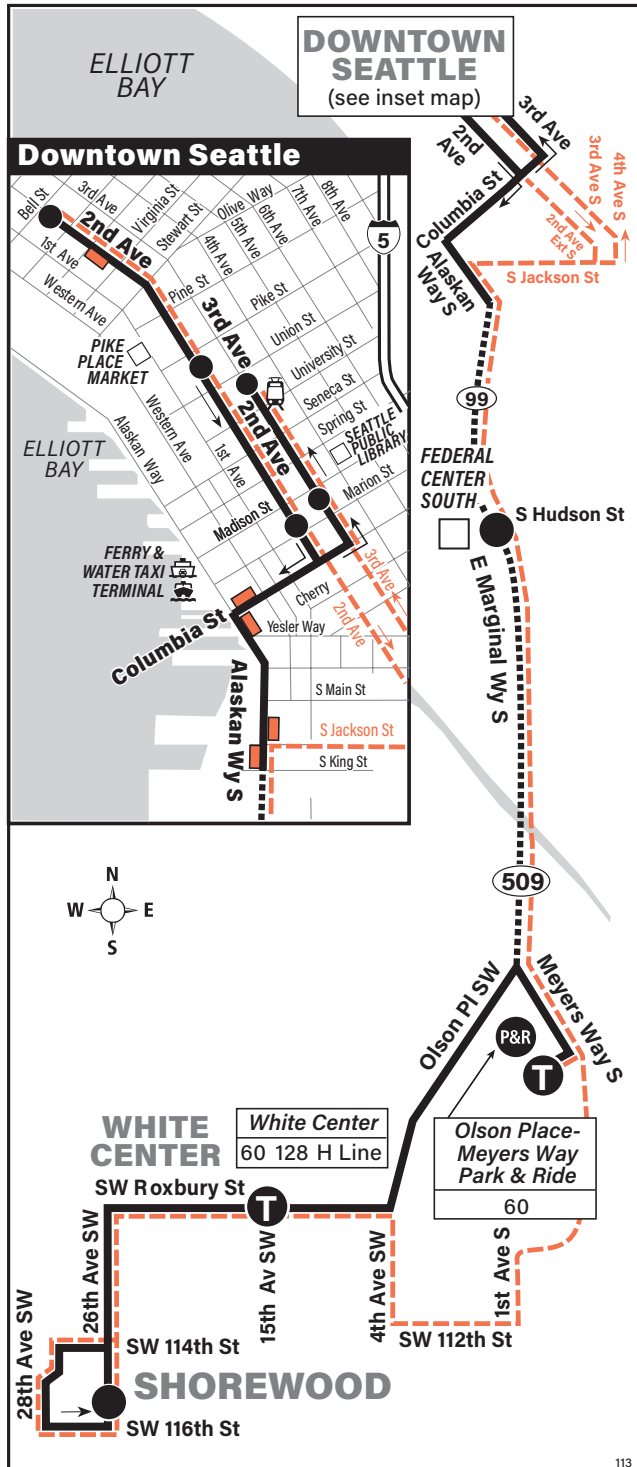 ELLIOTT
BAY
DOWNTOWN
SEATTLE
(see inset map)
3rd Ave
2nd
Ave
3rd Ave S
4th Ave S
Columbia St
2nd Ave
Ext S
Alaskan
Way S
S Jackson St
99
FEDERAL
CENTER
SOUTH
S Hudson St
E Marginal Wy S
509
Downtown Seattle
Bell St
3rd Ave
Virginia St
Stewart St
Olive Way
7th Ave
8th Ave
6th Ave
5th Ave
4th Ave
2nd Ave
1st Ave
Western Ave
Pine St
Pike St
5
3rd Ave
Union St
University St
Seneca St
Spring St
PIKE
PLACE
MARKET
2nd Ave
SEATTLE
PUBLIC
LIBRARY
Marion St
Western Ave
Alaskan Way
1st Ave
ELLIOTT
BAY
Madison St
FERRY &
WATER TAXI
TERMINAL
Cherry
3rd Ave
2nd Ave
Columbia St
Yesler Way
Alaskan Wy S
S Main St
S Jackson St
S King St
N
W
E
S
Olson Pl SW
Meyers Way S
P&R
T
WHITE
CENTER
White Center
60 128 H Line
Olson Place-
Meyers Way
Park & Ride
60
SW Roxbury St
T
26th Ave SW
15th Av SW
4th Ave SW
1st Ave S
28th Ave SW
SW 114th St
SW 112th St
SHOREWOOD
SW 116th St
113